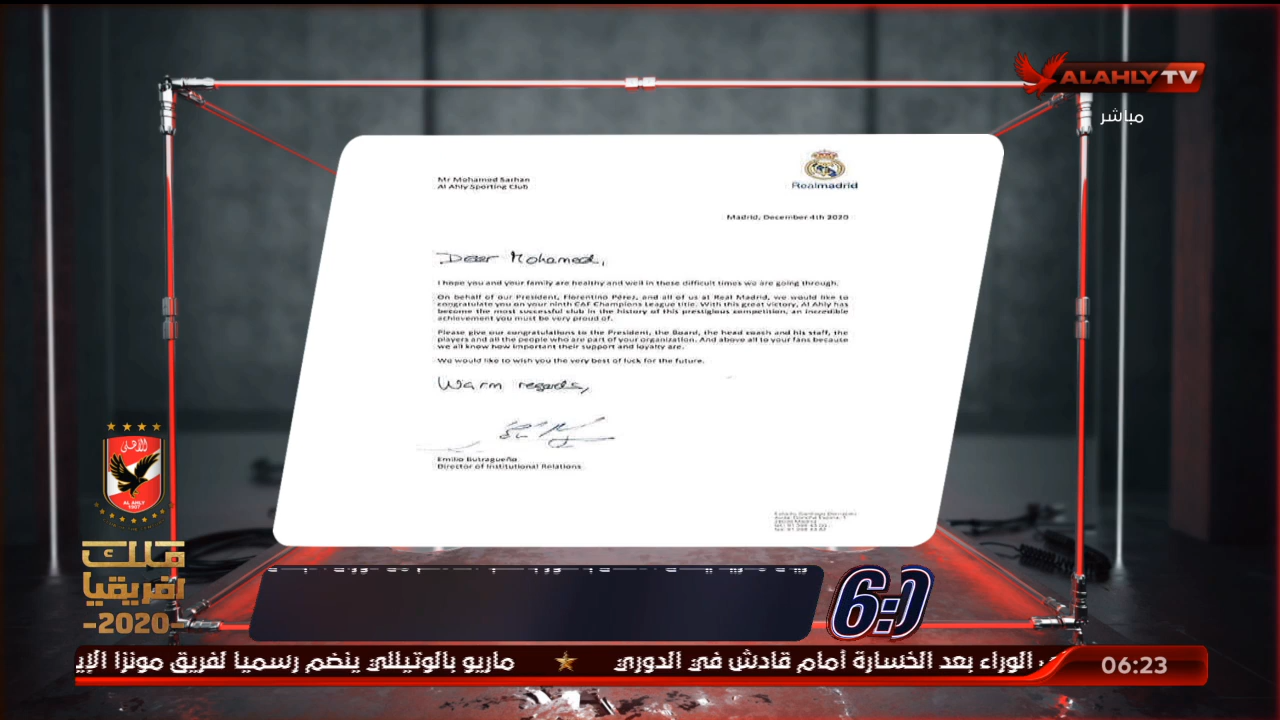 ALAHLY TV
مباشر
Mr Mohamed Sarhan
Al Ahly Sporting Club
Realmadrid
Madrid, December 4th 2020
Dear Mohamed,
I hope you and your family are healthy and well in these difficult times we are going through.
On behalf of our President, Florentino Pérez, and all of us at Real Madrid, we would like to
congratulate you on your ninth CAF Champions League title. With this great victory, Al Ahly has
become the most successful club in the history of this prestigious competition, an incredible
achievement you must be very proud of.
Please give our congratulations to the President, the Board, the head coach and his staff, the
players and all the people who are part of your organization. And above all to your fans because
we all know how important their support and loyalty are.
We would like to wish you the very best of luck for the future.
Warm regards,
Emilio Butragueño
Director of Institutional Relations
الأهلي
AL AHLY
1907
ملك
افريقيا
-2020-
6:0
الوراء بعد الخسارة أمام قادش في الدوري
ماريو بالوتيللي ينضم رسميا لفريق مونزا
06:23